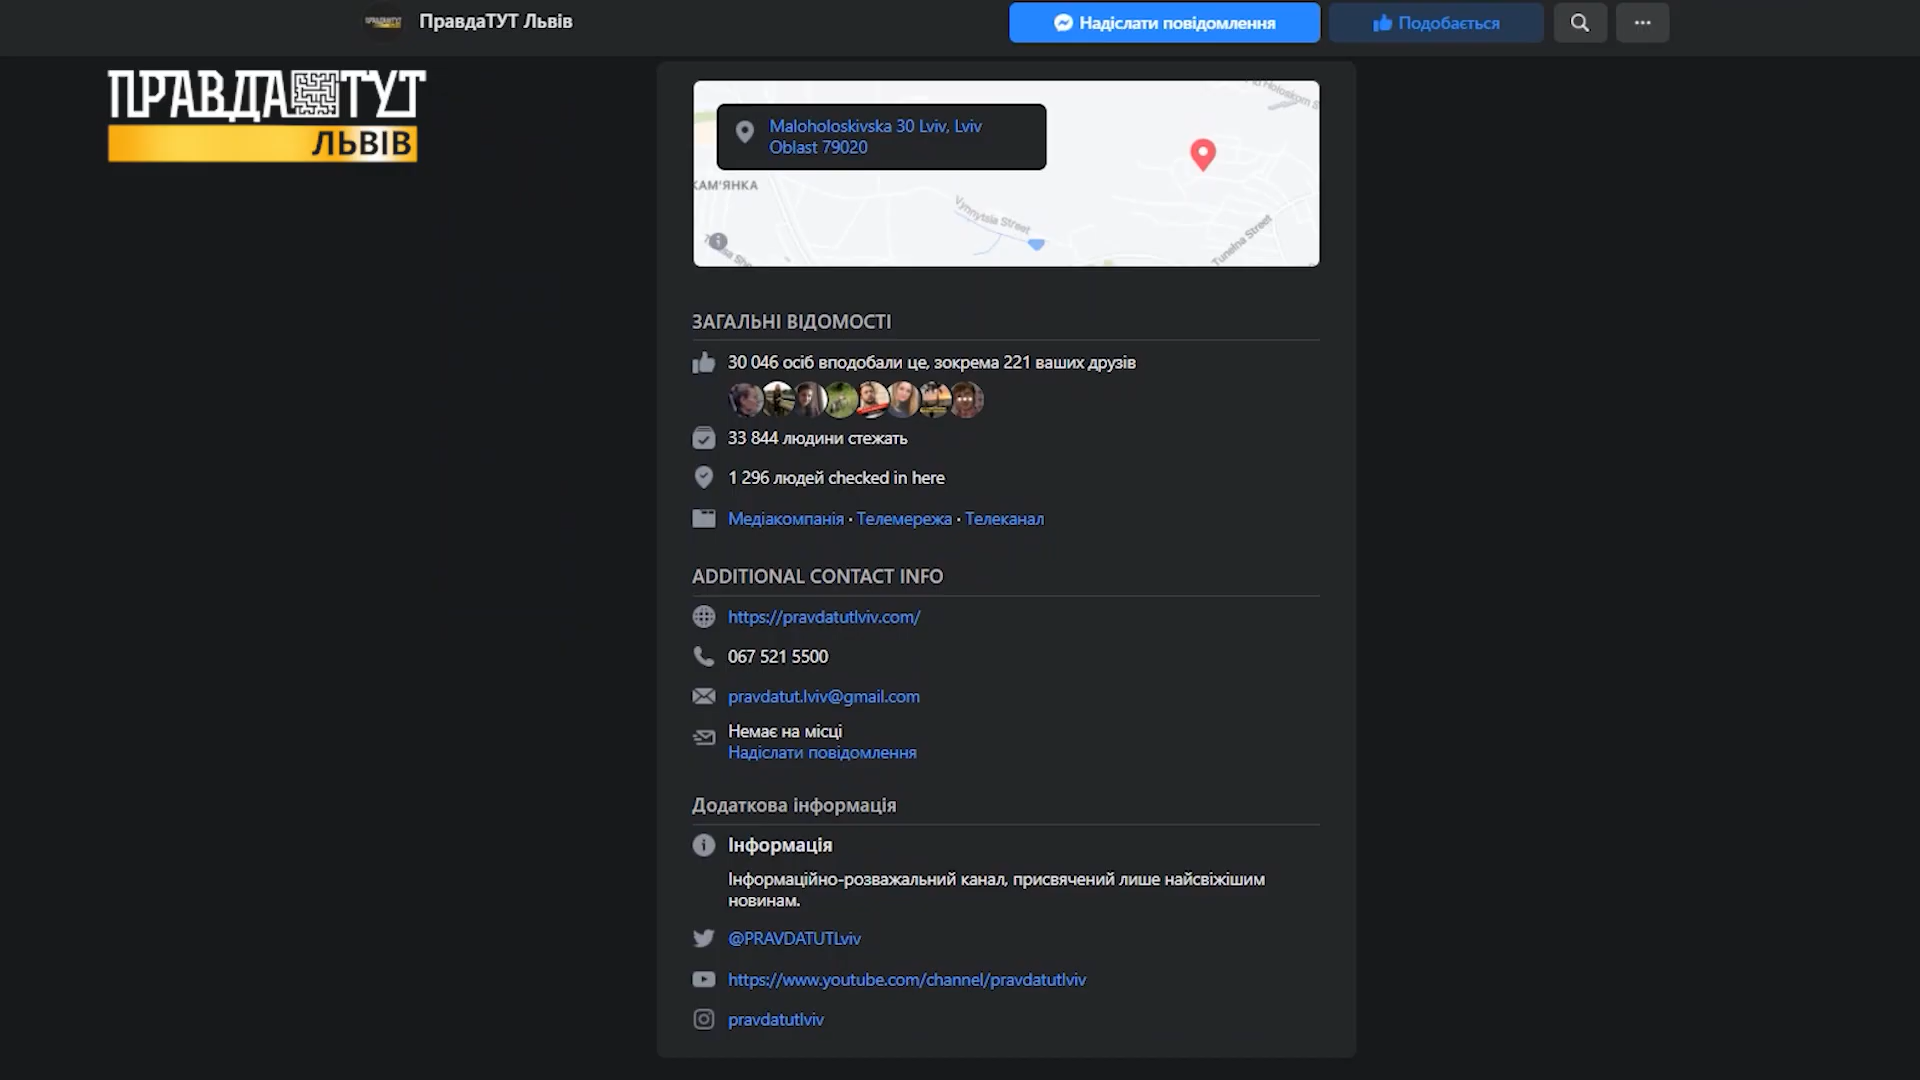 ПравдаТУТ Львів
Надіслати повідомлення
Подобається
ПРАВДА ТУТ
ЛЬВІВ
Maloholoskivska 30 Lviv, Lviv
Oblast 79020
КАМ'ЯНКА
Vynnytsia Street
Tunelna Street
ЗАГАЛЬНІ ВІДОМОСТІ
30 046 осіб вподобали це, зокрема 221 ваших друзів
33 844 людини стежать
1 296 людей checked in here
Медіакомпанія · Телемережа · Телеканал
ADDITIONAL CONTACT INFO
https://pravdatutlviv.com/
067 521 5500
pravdatut.lviv@gmail.com
Немає на місці
Надіслати повідомлення
Додаткова інформація
Інформація
Інформаційно-розважальний канал, присвячений лише найсвіжішим
новинам.
@PRAVDATUTLviv
https://www.youtube.com/channel/pravdatutlviv
pravdatutlviv